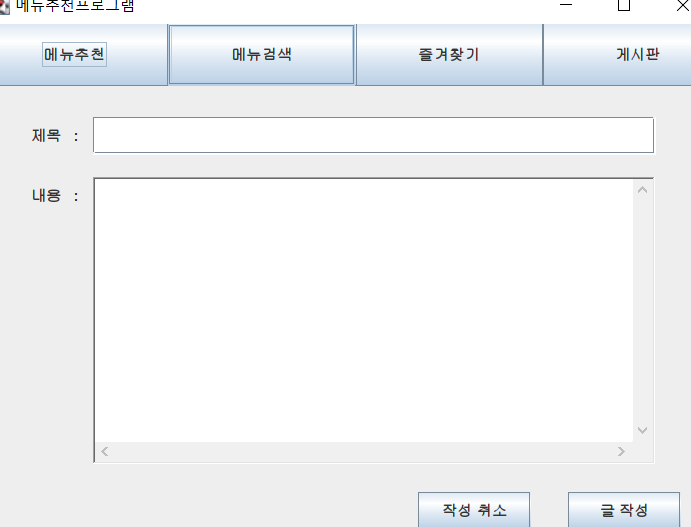 메뉴추천프로그램
메뉴추천 메뉴검색 즐겨찾기 게시판
제목 :
내용 :
작성 취소 글 작성